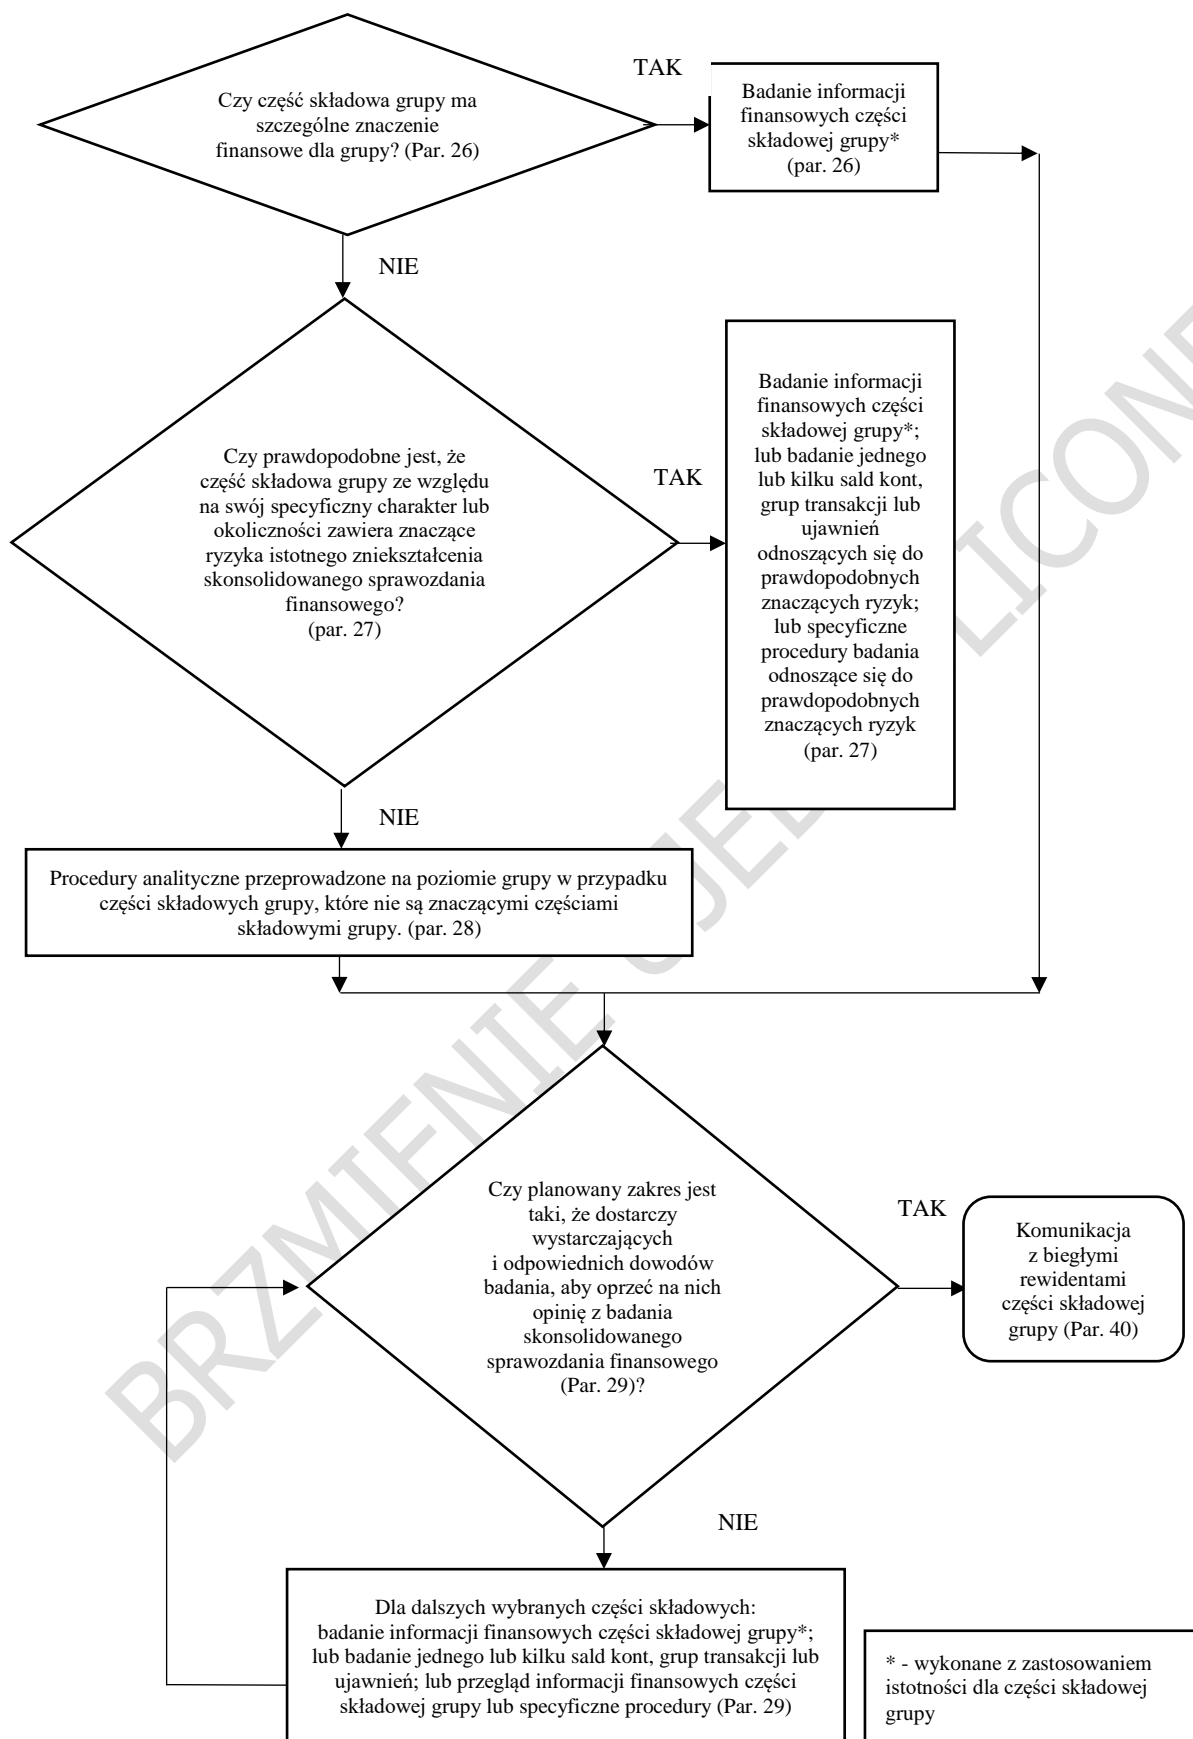 Czy część składowa grupy ma
szczególne znaczenie
finansowe dla grupy? (Par. 26)
TAK
Badanie informacji
finansowych części
składowej grupy*
(par. 26)
NIE
Czy prawdopodobne jest, że
część składowa grupy ze względu
na swój specyficzny charakter lub
okoliczności zawiera znaczące
ryzyka istotnego zniekształcenia
skonsolidowanego sprawozdania
finansowego?
(par. 27)
TAK
Badanie informacji
finansowych części
składowej grupy*;
lub badanie jednego
lub kilku sald kont,
grup transakcji lub
ujawnień
odnoszących się do
prawdopodobnych
znaczących ryzyk;
lub specyficzne
procedury badania
odnoszące się do
prawdopodobnych
znaczących ryzyk
(par. 27)
NIE
Procedury analityczne przeprowadzone na poziomie grupy w przypadku
części składowych grupy, które nie są znaczącymi częściami
składowymi grupy. (par. 28)
Czy planowany zakres jest
taki, że dostarczy
wystarczających
i odpowiednich dowodów
badania, aby oprzeć na nich
opinię z badania
skonsolidowanego
sprawozdania finansowego
(Par. 29)?
TAK
Komunikacja
z biegłymi
rewidentami
części składowej
grupy (Par. 40)
NIE
Dla dalszych wybranych części składowych:
badanie informacji finansowych części składowej grupy*;
lub badanie jednego lub kilku sald kont, grup transakcji lub
ujawnień; lub przegląd informacji finansowych części
składowej grupy lub specyficzne procedury (Par. 29)
* - wykonane z zastosowaniem
istotności dla części składowej
grupy
BRZMIENIE